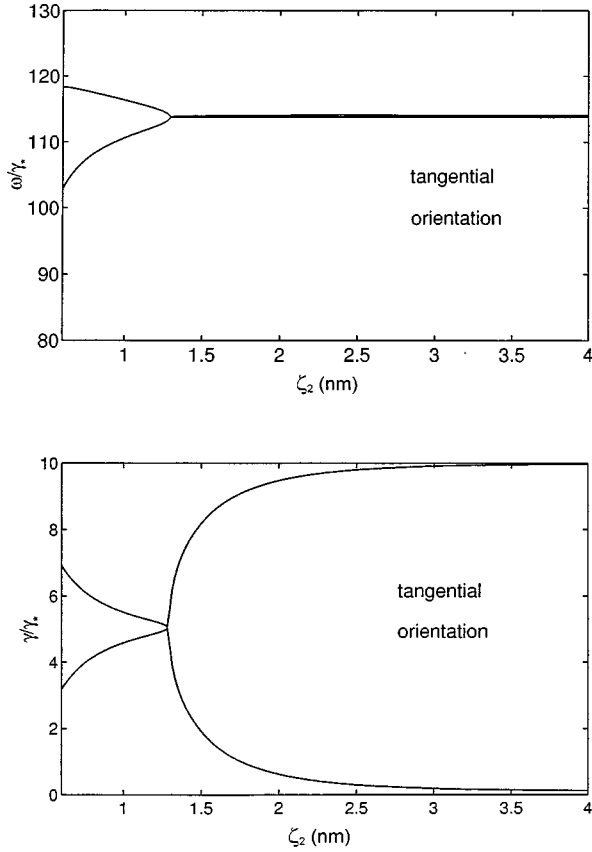 130
120
110
100
90
80
ω/γ*
tangential
orientation
1 1.5 2 2.5 3 3.5 4
ζ₂ (nm)
10
8
6
4
2
0
γ/γ*
tangential
orientation
1 1.5 2 2.5 3 3.5 4
ζ₂ (nm)